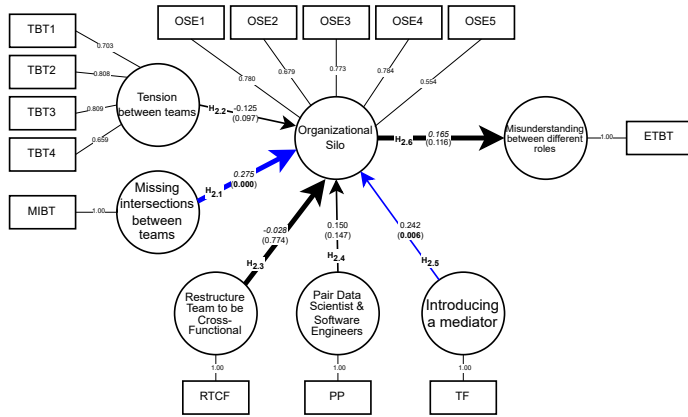 OSE1
OSE2
OSE3
OSE4
OSE5
TBT1
TBT2
TBT3
TBT4
0.703
0.808
0.809
0.659
0.780
0.679
0.773
0.784
0.554
Tension
between teams
H2.2
-0.125
(0.097)
Organizational
Silo
H2.6
0.165
(0.116)
Misunderstanding
between different
roles
1.00
ETBT
MIBT
1.00
Missing
intersections
between
teams
H2.1
0.275
(0.000)
-0.028
(0.774)
H2.3
0.150
(0.147)
H2.4
0.242
(0.006)
H2.5
Restructure
Team to be
Cross-
Functional
Pair Data
Scientist &
Software
Engineers
Introducing
a mediator
1.00
1.00
1.00
RTCF
PP
TF